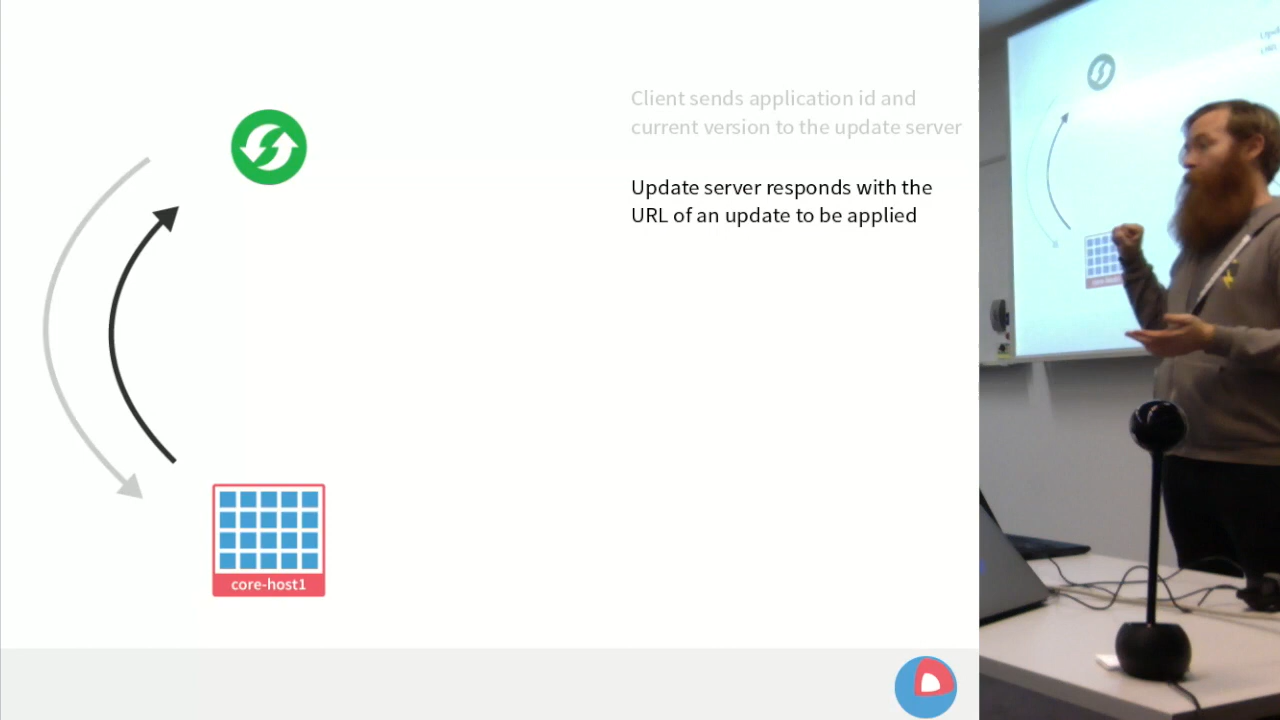 Client sends application id and
current version to the update server
Update server responds with the
URL of an update to be applied
core-host1